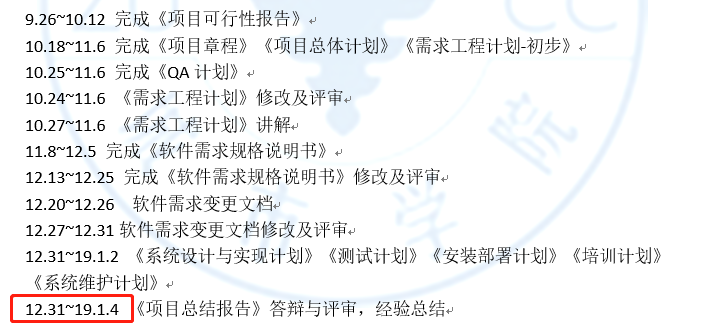 9.26~10.12 完成《项目可行性报告》
10.18~11.6 完成《项目章程》《项目总体计划》《需求工程计划-初步》
10.25~11.6 完成《QA 计划》
10.24~11.6 《需求工程计划》修改及评审
10.27~11.6 《需求工程计划》讲解
11.8~12.5 完成《软件需求规格说明书》
12.13~12.25 完成《软件需求规格说明书》修改及评审
12.20~12.26 软件需求变更文档
12.27~12.31 软件需求变更文档修改及评审
12.31~19.1.2 《系统设计与实现计划》《测试计划》《安装部署计划》《培训计划》
《系统维护计划》
12.31~19.1.4 《项目总结报告》答辩与评审，经验总结
CC
市
学
院